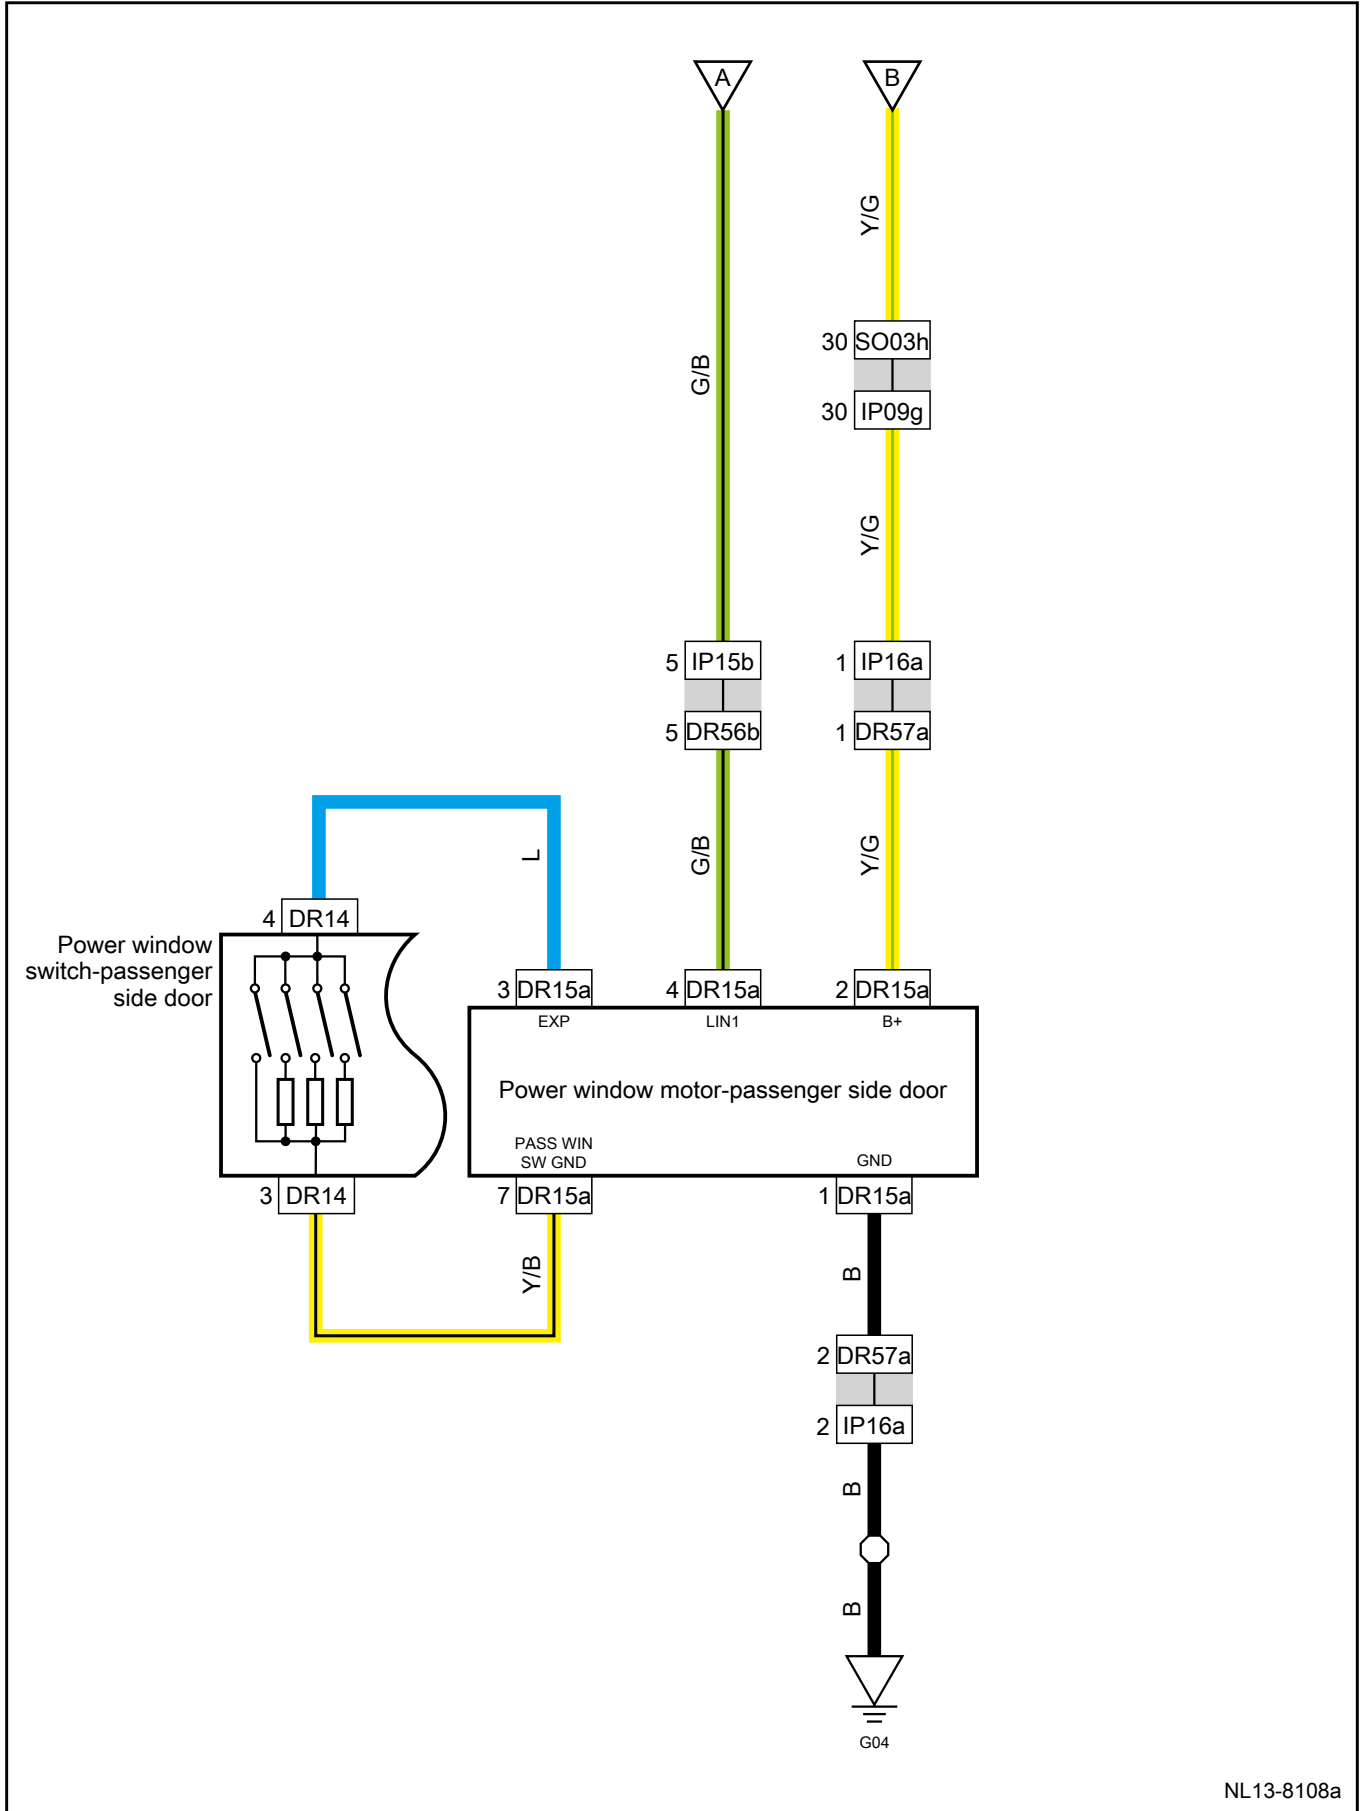 A
B
Y/G
30 SO03h
G/B
30 IP09g
Y/G
5 IP15b
1 IP16a
5 DR56b
1 DR57a
L
G/B
Y/G
4 DR14
Power window
switch-passenger
side door
3 DR15a
4 DR15a
2 DR15a
EXP
LIN1
B+
Power window motor-passenger side door
PASS WIN
SW GND
GND
3 DR14
7 DR15a
1 DR15a
Y/B
B
2 DR57a
2 IP16a
B
B
G04
NL13-8108a